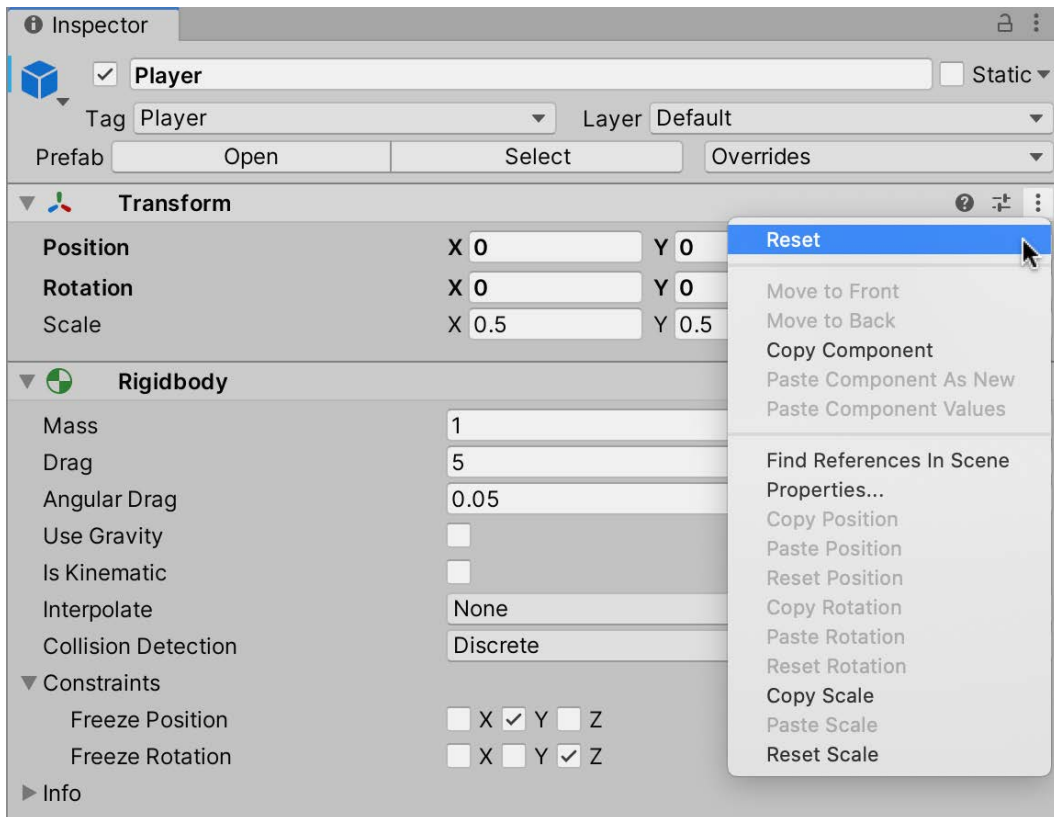 Inspector
Player Static
Tag Player Layer Default
Prefab Open Select Overrides
Transform
Position X 0 Y 0
Rotation X 0 Y 0
Scale X 0.5 Y 0.5
Reset
Move to Front
Move to Back
Copy Component
Paste Component As New
Paste Component Values
Find References In Scene
Properties...
Copy Position
Paste Position
Reset Position
Copy Rotation
Paste Rotation
Reset Rotation
Copy Scale
Paste Scale
Reset Scale
Rigidbody
Mass 1
Drag 5
Angular Drag 0.05
Use Gravity
Is Kinematic
Interpolate None
Collision Detection Discrete
Constraints
Freeze Position X Y Z
Freeze Rotation X Y Z
Info